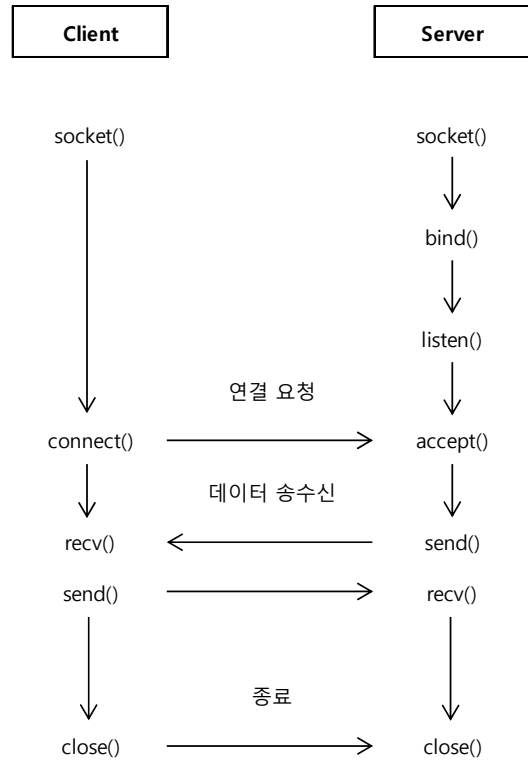 Client
Server
socket()
socket()
bind()
listen()
연결 요청
connect()
accept()
데이터 송수신
recv()
send()
send()
recv()
종료
close()
close()